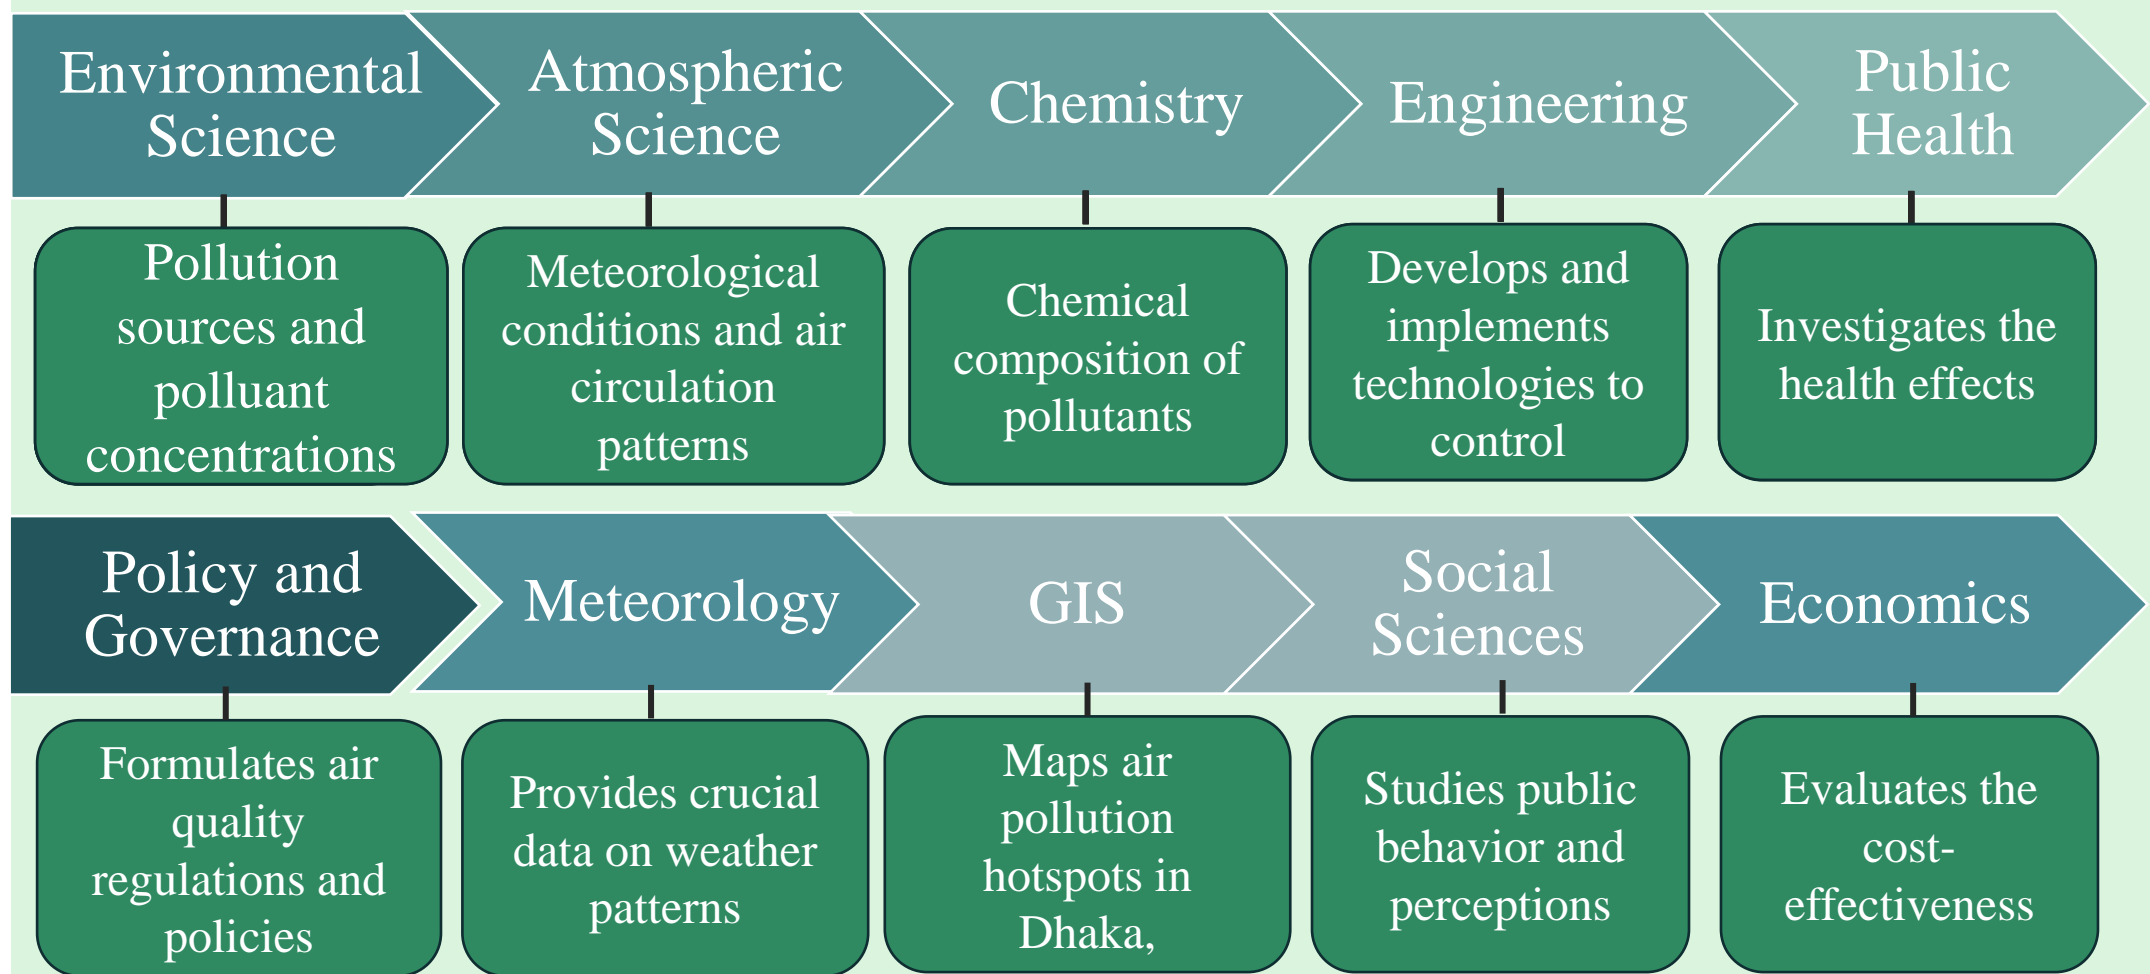 Environmental
Science
Atmospheric
Science
Chemistry
Engineering
Public
Health
Pollution
sources and
polluant
concentrations
Meteorological
conditions and air
circulation
patterns
Chemical
composition of
pollutants
Develops and
implements
technologies to
control
Investigates the
health effects
Policy and
Governance
Meteorology
GIS
Social
Sciences
Economics
Formulates air
quality
regulations and
policies
Provides crucial
data on weather
patterns
Maps air
pollution
hotspots in
Dhaka,
Studies public
behavior and
perceptions
Evaluates the
cost-
effectiveness